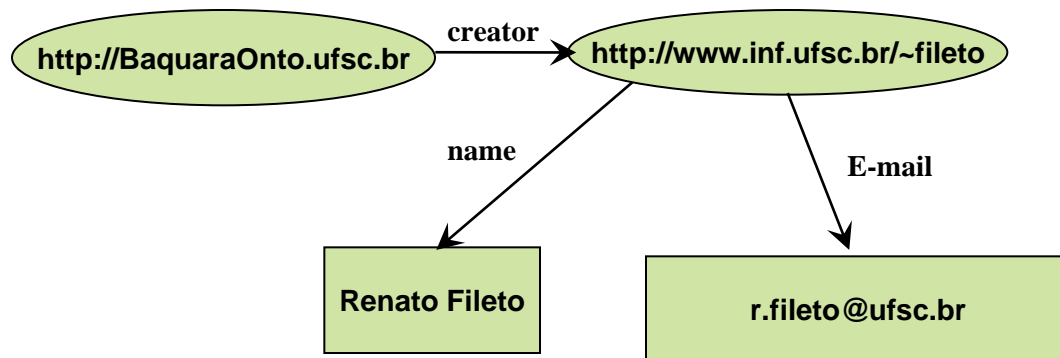 creator
http://BaquaraOnto.ufsc.br
http://www.inf.ufsc.br/~fileto
name
E-mail
Renato Fileto
r.fileto@ufsc.br